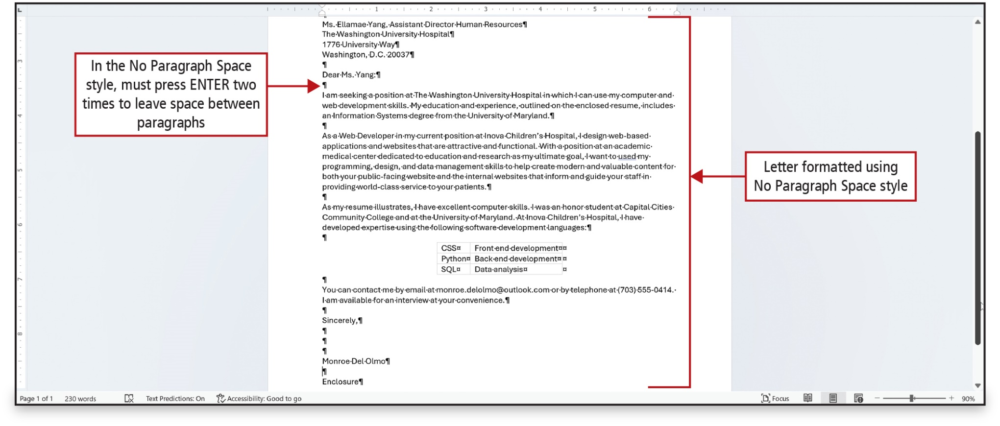 1 2 3 4 5 6
Ms. Ellamae Yang, Assistant Director Human Resources¶
The Washington University Hospital¶
1776 University Way¶
Washington, D.C. 20037¶
¶
Dear Ms. Yang:¶
¶
In the No Paragraph Space
style, must press ENTER two
times to leave space between
paragraphs
I am seeking a position at The Washington University Hospital in which I can use my computer and
web development skills. My education and experience, outlined on the enclosed resume, includes
an Information Systems degree from the University of Maryland.¶
¶
As a Web Developer in my current position at Inova Children’s Hospital, I design web-based
applications and websites that are attractive and functional. With a position at an academic
medical center dedicated to education and research as my ultimate goal, I want to used my
programming, design, and data management skills to help create modern and valuable content for
both your public-facing website and the internal websites that inform and guide your staff in
providing world-class service to your patients.¶
¶
Letter formatted using
No Paragraph Space style
As my resume illustrates, I have excellent computer skills. I was an honor student at Capital Cities
Community College and at the University of Maryland. At Inova Children’s Hospital, I have
developed expertise using the following software development languages:¶
¶
CSS¤ Front end development¤¤
Python¤ Back end development¤¤
SQL¤ Data analysis¤ ¤
¶
You can contact me by email at monroe.delolmo@outlook.com or by telephone at (703) 555-0414.
I am available for an interview at your convenience.¶
¶
Sincerely,¶
¶
¶
¶
Monroe Del Olmo¶
¶
Enclosure¶
3
4
5
6
7
8
Page 1 of 1 230 words Text Predictions: On Accessibility: Good to go Focus 90%